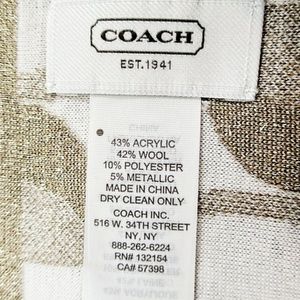 COACH
EST. 1941
43% ACRYLIC
42% WOOL
10% POLYESTER
5% METALLIC
MADE IN CHINA
DRY CLEAN ONLY
COACH INC.
516 W. 34TH STREET
NY, NY
888-262-6224
RN# 132154
CA# 57398